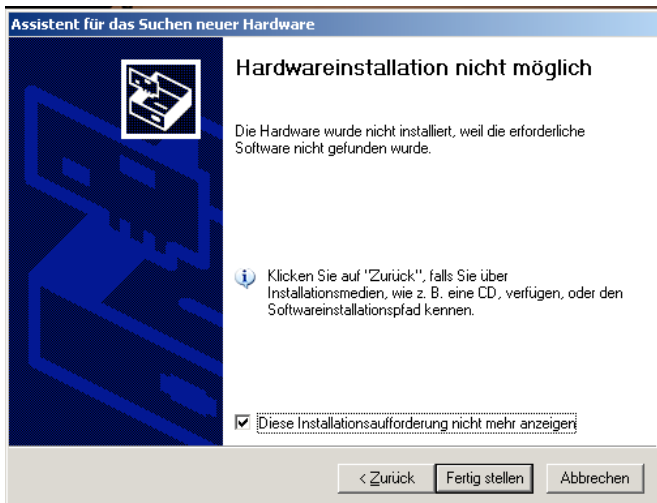 Assistent für das Suchen neuer Hardware
Hardwareinstallation nicht möglich
Die Hardware wurde nicht installiert, weil die erforderliche
Software nicht gefunden wurde.
Klicken Sie auf "Zurück", falls Sie über
Installationsmedien, wie z. B. eine CD, verfügen, oder den
Softwareinstallationspfad kennen.
Diese Installationsaufforderung nicht mehr anzeigen
< Zurück Fertig stellen Abbrechen